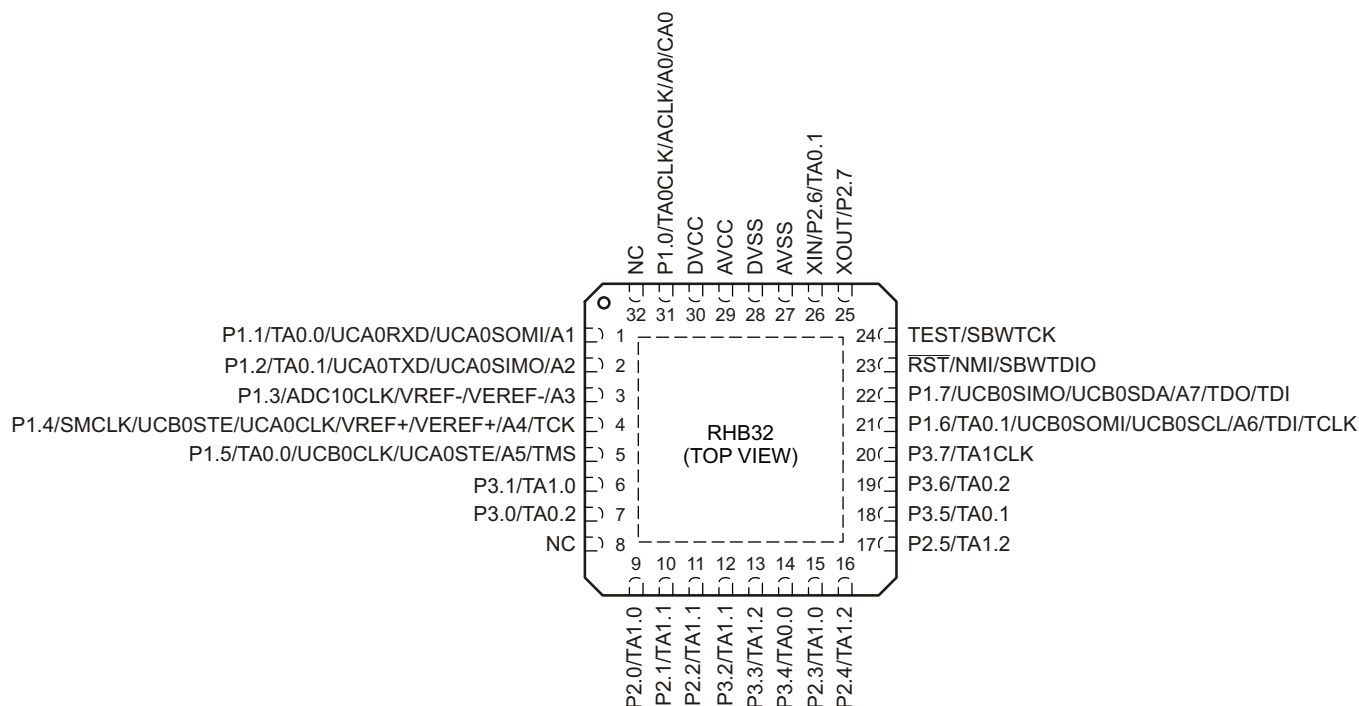 NC
P1.0/TA0CLK/ACLK/A0/CA0
DVCC
AVCC
DVSS
AVSS
XIN/P2.6/TA0.1
XOUT/P2.7
32
31
30
29
28
27
26
25
P1.1/TA0.0/UCA0RXD/UCA0SOMI/A1
1
P1.2/TA0.1/UCA0TXD/UCA0SIMO/A2
2
P1.3/ADC10CLK/VREF-/VEREF-/A3
3
P1.4/SMCLK/UCB0STE/UCA0CLK/VREF+/VEREF+/A4/TCK
4
P1.5/TA0.0/UCB0CLK/UCA0STE/A5/TMS
5
P3.1/TA1.0
6
P3.0/TA0.2
7
NC
8
RHB32
(TOP VIEW)
24
TEST/SBWTCK
23
RST/NMI/SBWTDIO
22
P1.7/UCB0SIMO/UCB0SDA/A7/TDO/TDI
21
P1.6/TA0.1/UCB0SOMI/UCB0SCL/A6/TDI/TCLK
20
P3.7/TA1CLK
19
P3.6/TA0.2
18
P3.5/TA0.1
17
P2.5/TA1.2
9
10
11
12
13
14
15
16
P2.0/TA1.0
P2.1/TA1.1
P2.2/TA1.1
P3.2/TA1.1
P3.3/TA1.2
P3.4/TA0.0
P2.3/TA1.0
P2.4/TA1.2